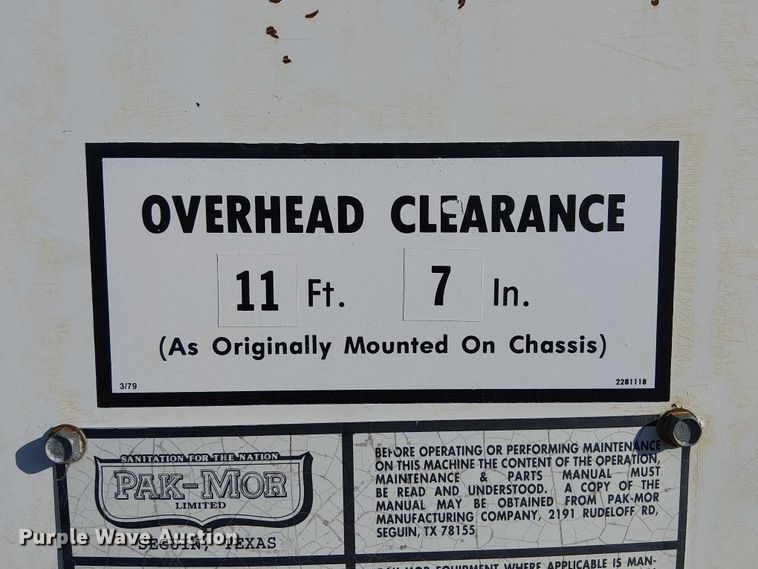 OVERHEAD CLEARANCE
11 Ft. 7 In.
(As Originally Mounted On Chassis)
3/79 2281118
SANITATION FOR THE NATION
PAK-MOR
LIMITED
SEGUIN, TEXAS
BEFORE OPERATING OR PERFORMING MAINTENANCE
ON THIS MACHINE THE CONTENT OF THE OPERATION,
MAINTENANCE & PARTS MANUAL MUST
BE READ AND UNDERSTOOD. A COPY OF THE
MANUAL MAY BE OBTAINED FROM PAK-MOR
MANUFACTURING COMPANY, 2191 RUDELOFF RD,
SEGUIN, TX 78155
PAK-MOR EQUIPMENT WHERE APPLICABLE IS MAN-
Purple Wave Auction